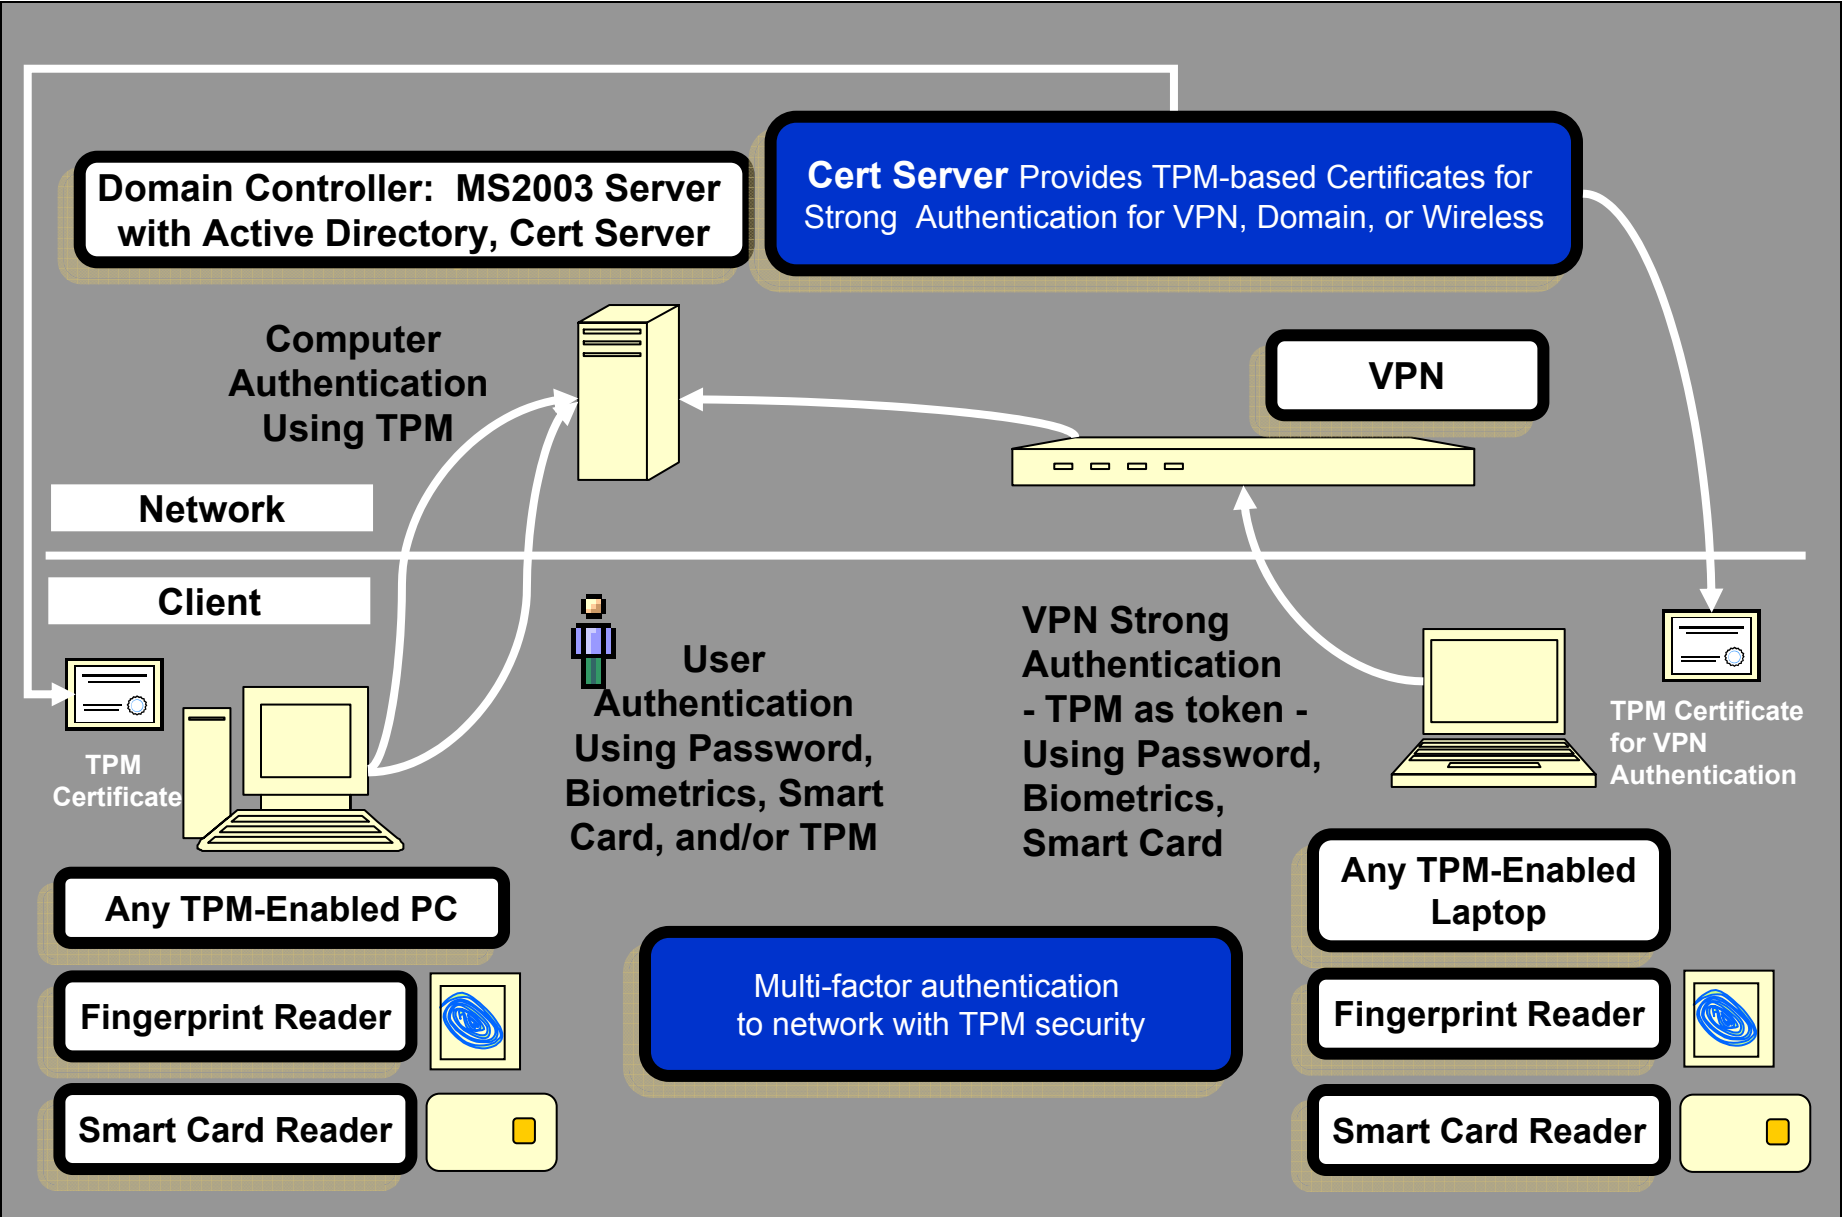 Domain Controller: MS2003 Server
with Active Directory, Cert Server
Cert Server Provides TPM-based Certificates for
Strong Authentication for VPN, Domain, or Wireless
Computer
Authentication
Using TPM
VPN
Network
Client
TPM
Certificate
User
Authentication
Using Password,
Biometrics, Smart
Card, and/or TPM
VPN Strong
Authentication
- TPM as token -
Using Password,
Biometrics,
Smart Card
TPM Certificate
for VPN
Authentication
Any TPM-Enabled PC
Fingerprint Reader
Smart Card Reader
Multi-factor authentication
to network with TPM security
Any TPM-Enabled
Laptop
Fingerprint Reader
Smart Card Reader